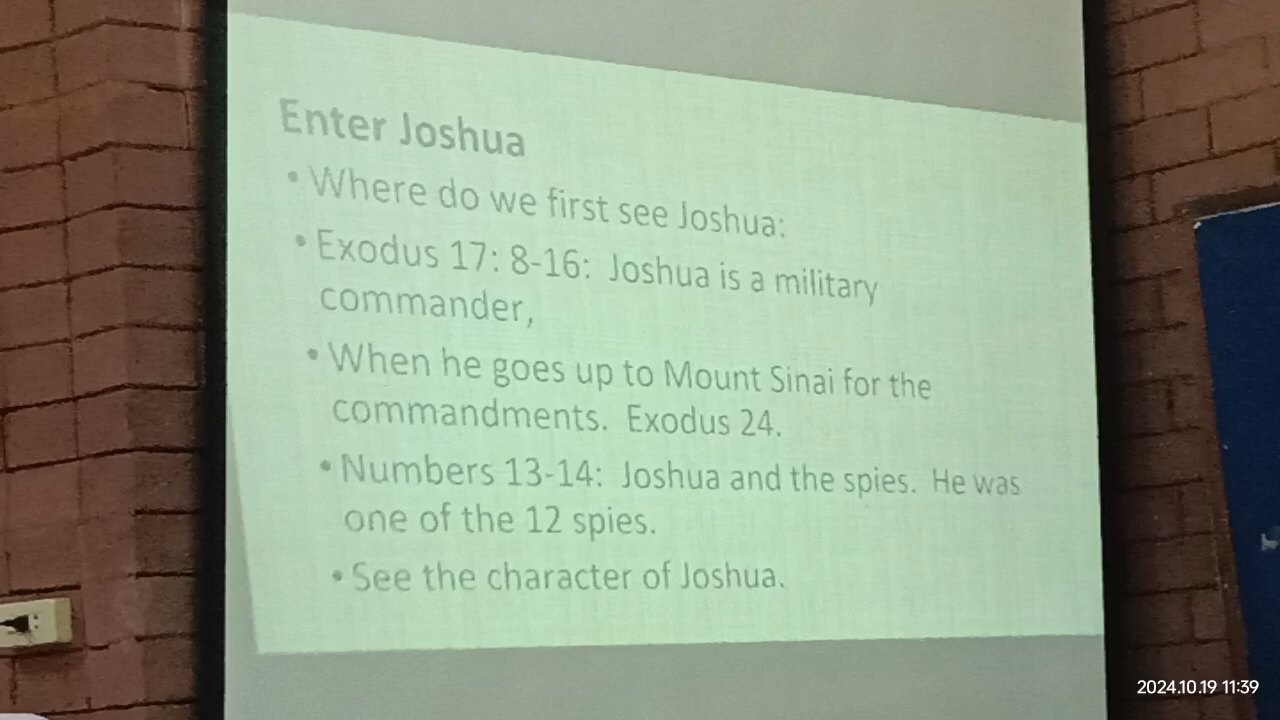 Enter Joshua
• Where do we first see Joshua:
• Exodus 17: 8-16: Joshua is a military
commander,
• When he goes up to Mount Sinai for the
commandments. Exodus 24.
• Numbers 13-14: Joshua and the spies. He was
one of the 12 spies.
• See the character of Joshua.
2024.10.19 11:39